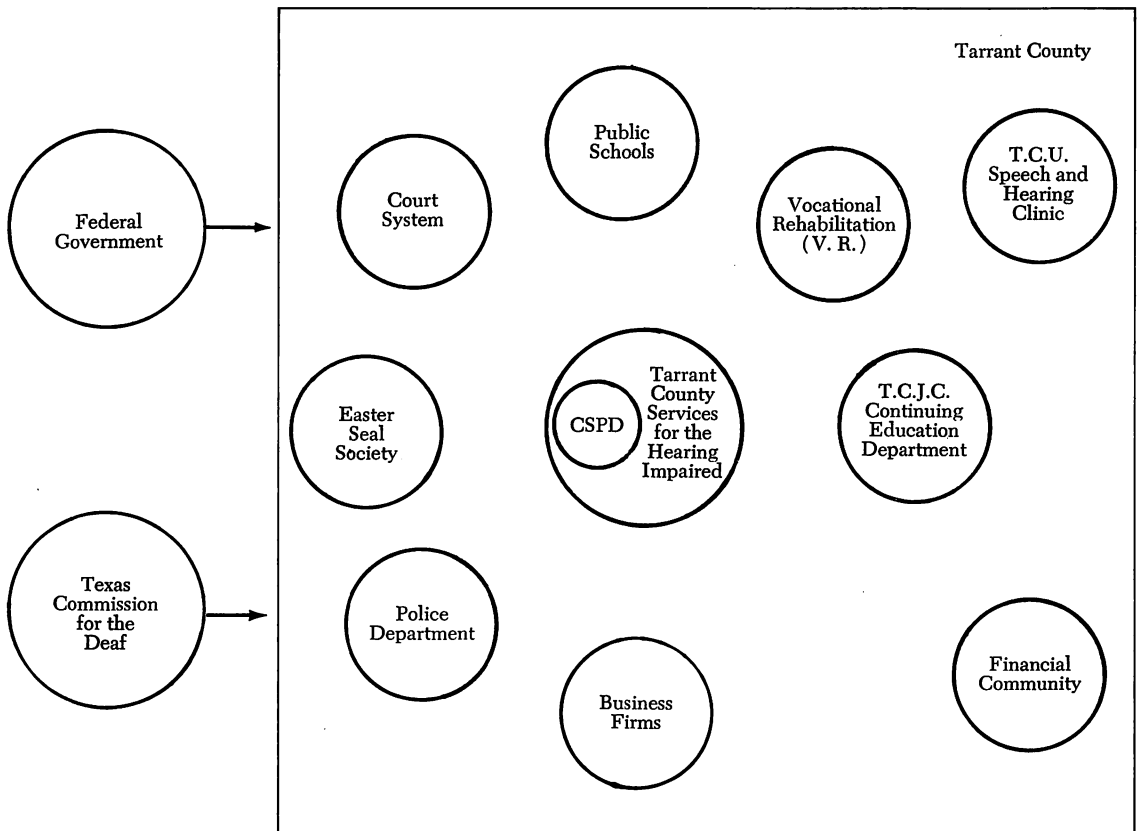 Tarrant County
Federal
Government
Court
System
Public
Schools
Vocational
Rehabilitation
(V. R.)
T.C.U.
Speech and
Hearing
Clinic
Easter
Seal
Society
CSPD
Tarrant
County
Services
for the
Hearing
Impaired
T.C.J.C.
Continuing
Education
Department
Texas
Commission
for the
Deaf
Police
Department
Business
Firms
Financial
Community